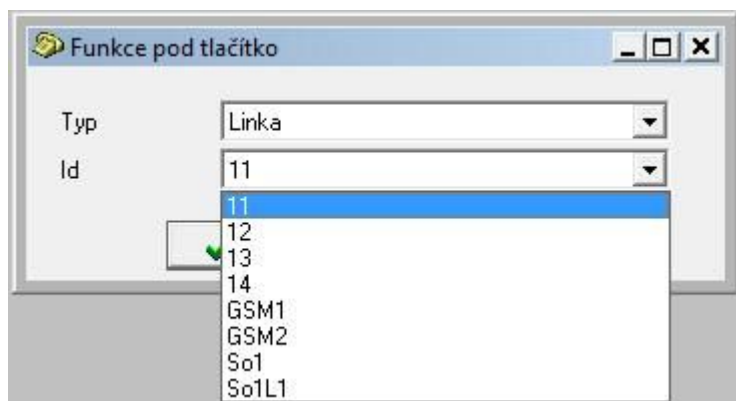 Funkce pod tlačítko
Typ Linka
Id 11
11
12
13
14
GSM1
GSM2
So1
So1L1